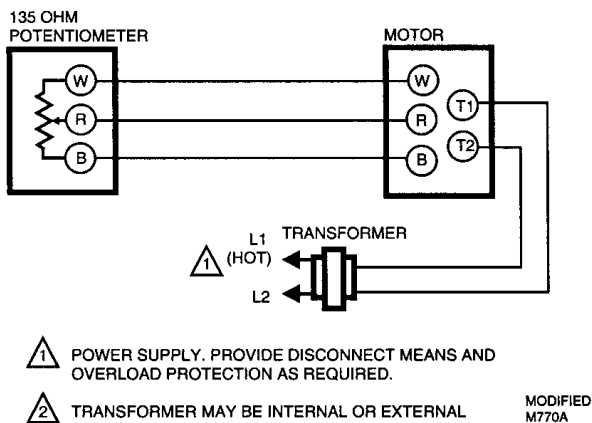 135 OHM
POTENTIOMETER
MOTOR
W
R
B
W
R
B
T1
T2
L1
(HOT)
TRANSFORMER
1
L2
1 POWER SUPPLY. PROVIDE DISCONNECT MEANS AND
OVERLOAD PROTECTION AS REQUIRED.
2 TRANSFORMER MAY BE INTERNAL OR EXTERNAL
MODIFIED
M770A